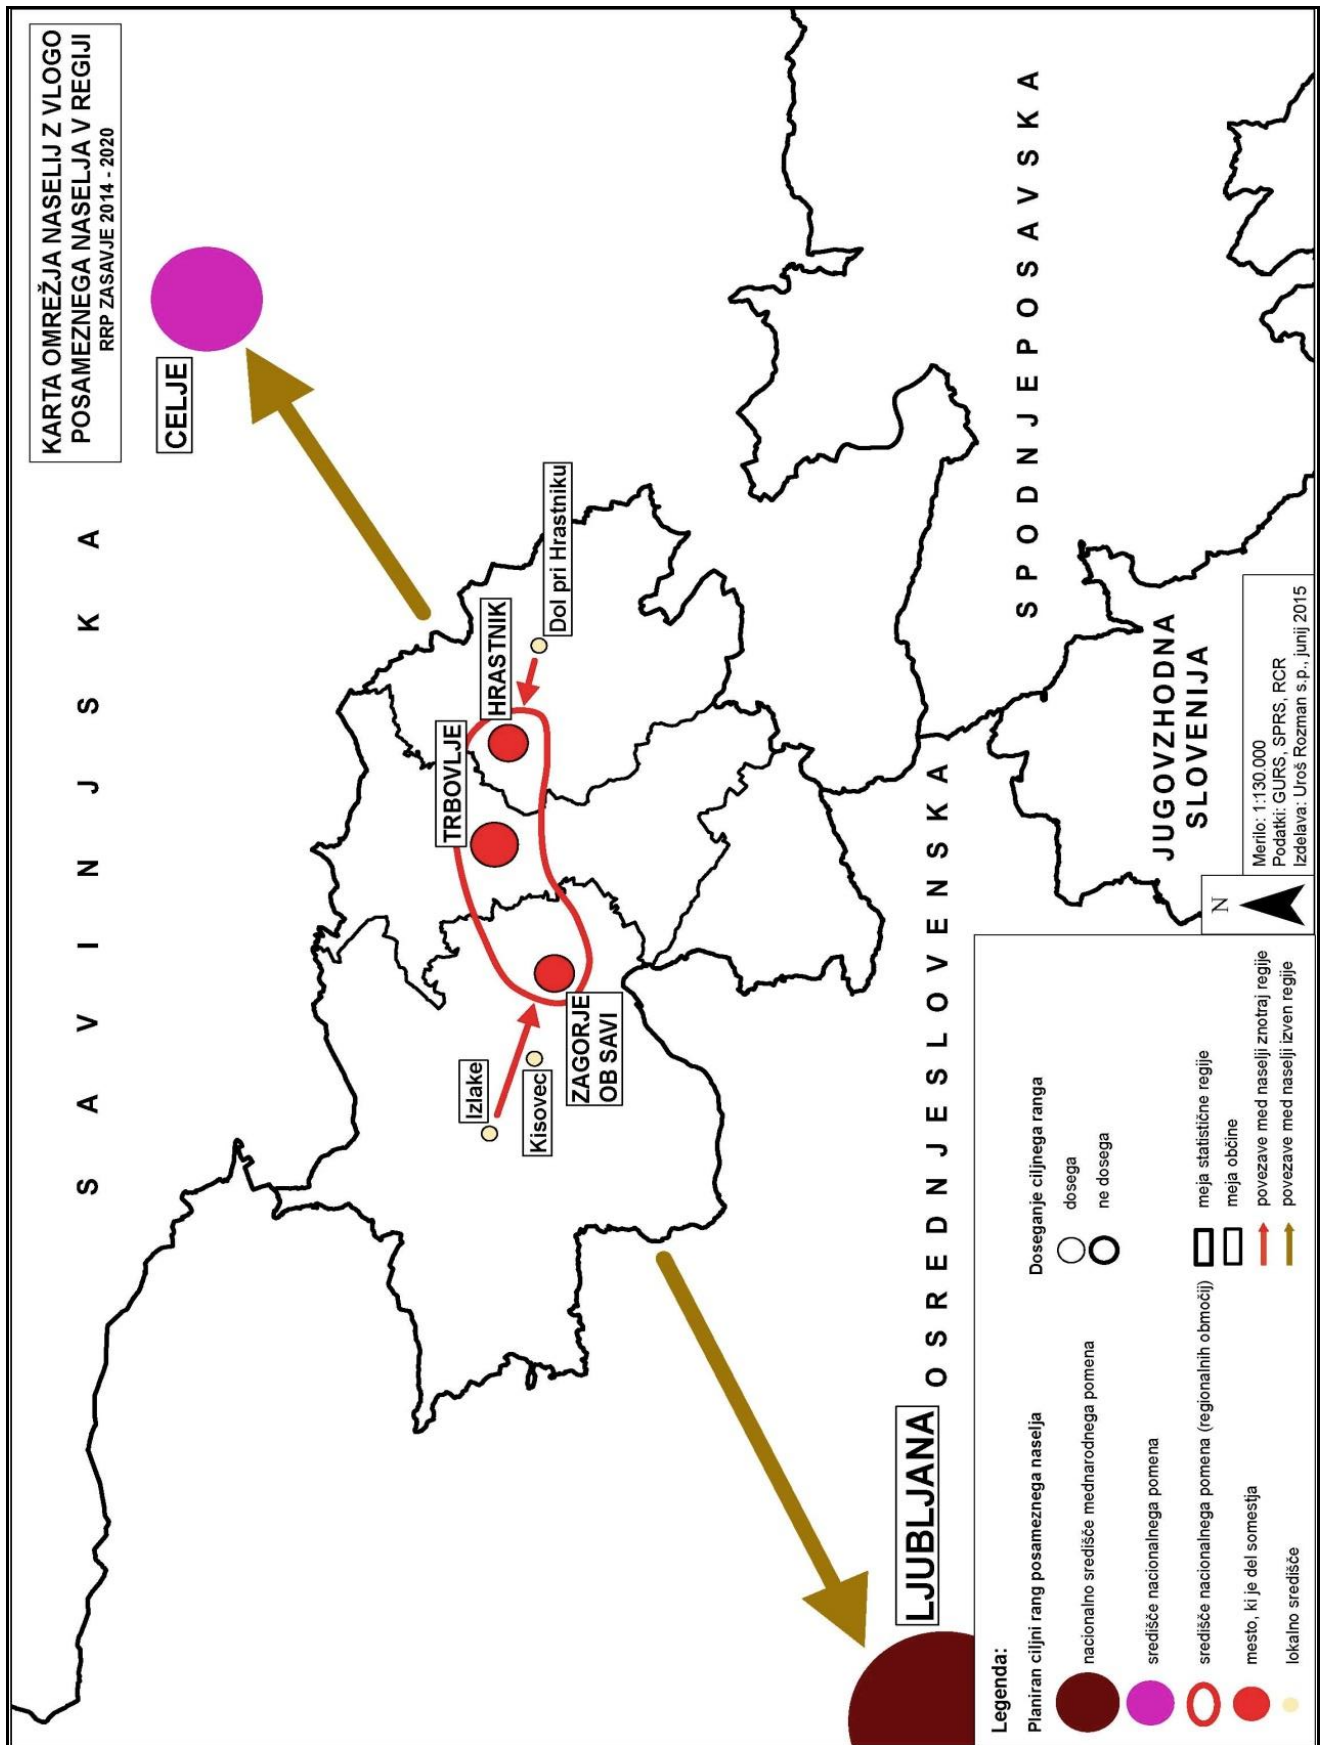 KARTA OMREŽJA NASELIJ Z VLOGO
POSAMEZNEGA NASELJA V REGIJI
RRP ZASAVJE 2014 - 2020
SAVINJSKA
CELJE
TRBOVLJE
HRASTNIK
Dol pri Hrastniku
Izlake
Kisovec
ZAGORJE
OB SAVI
LJUBLJANA
OSREDNJESLOVENSKA
SPODNJEPOSAVSKA
JUGOVZHODNA
SLOVENIJA
Legenda:
Planiran ciljni rang posameznega naselja
nacionalno središče mednarodnega pomena
središče nacionalnega pomena
središče nacionalnega pomena (regionalnih območij)
mesto, ki je del somestja
lokalno središče
Doseganje ciljnega ranga
dosega
ne dosega
meja statistične regije
meja občine
povezave med naselji znotraj regije
povezave med naselji izven regije
N
Merilo: 1:130.000
Podatki: GURS, SPRS, RCR
Izdelava: Uroš Rozman s.p., junij 2015